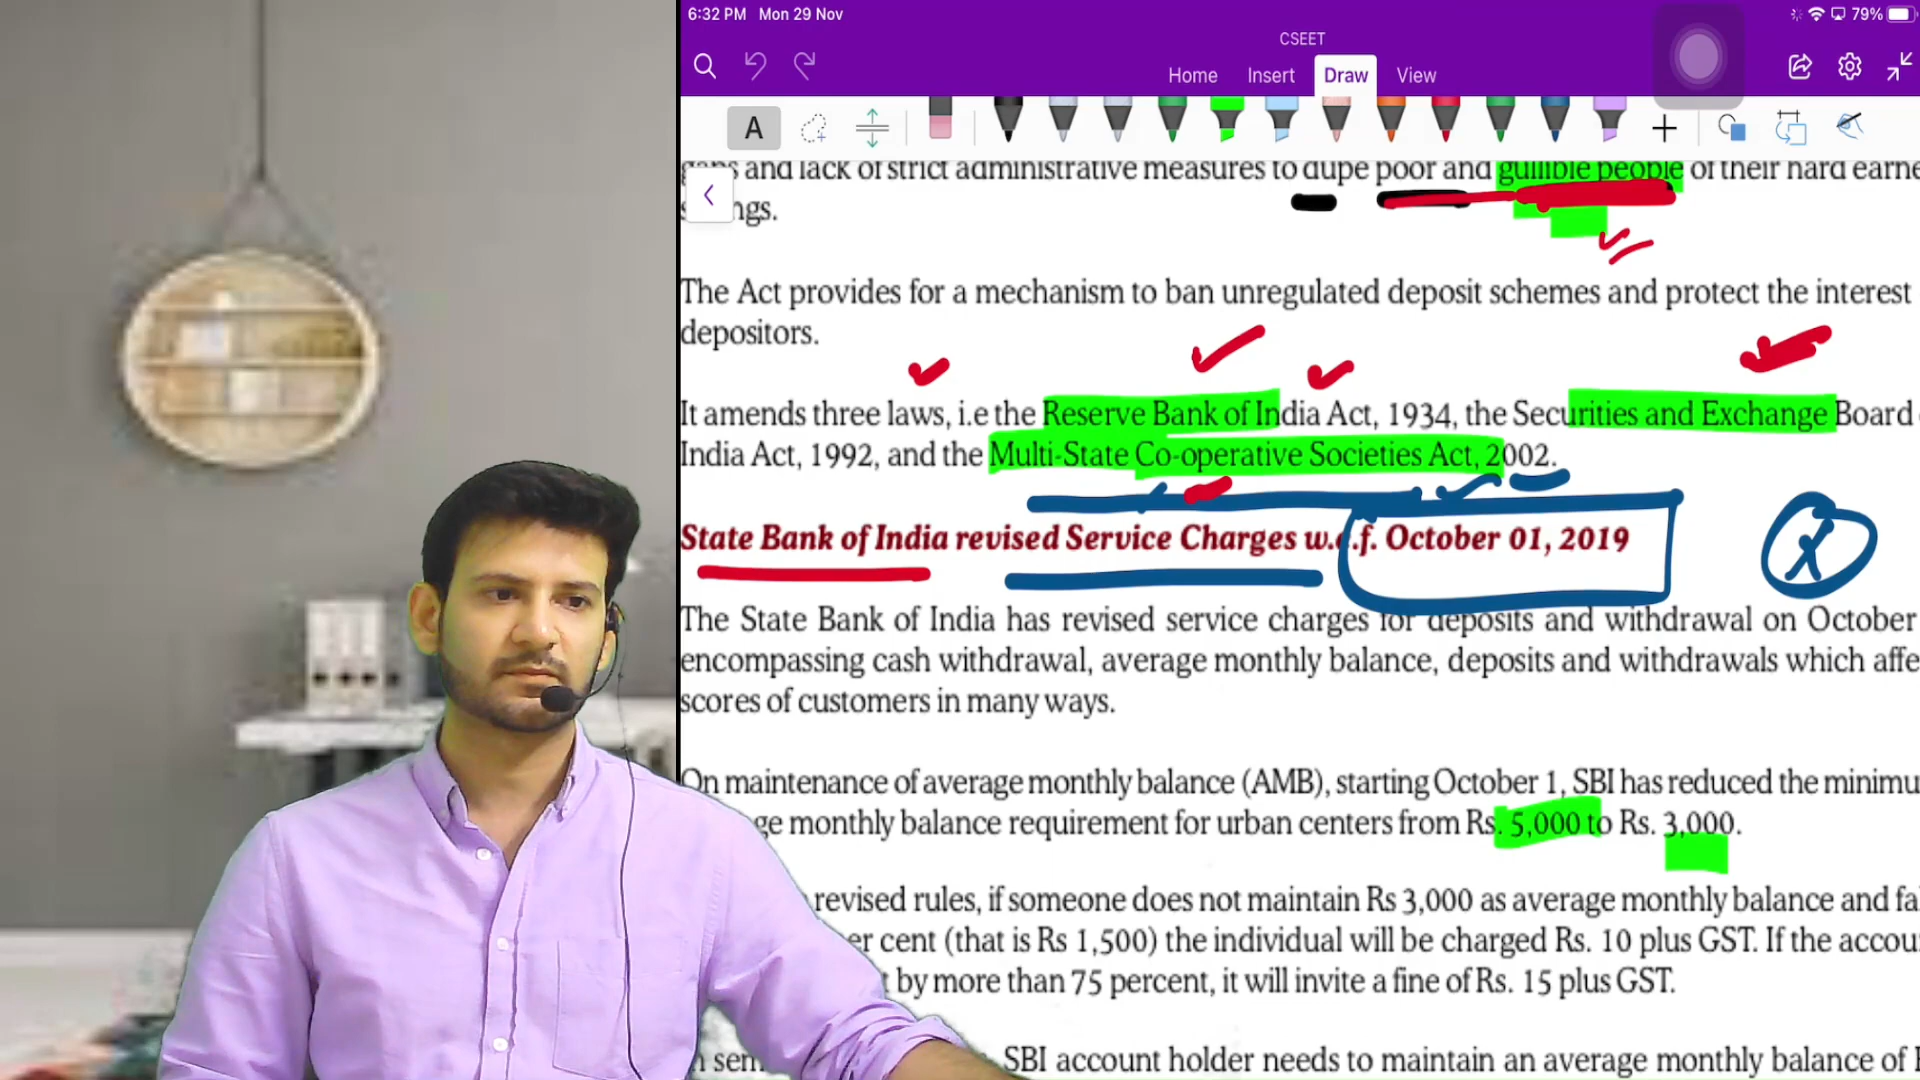 6:32 PM Mon 29 Nov
79%
CSEET
Home Insert Draw View
A
and lack of strict administrative measures to dupe poor and gullible people of their hard
The Act provides for a mechanism to ban unregulated deposit schemes and protect the interest
depositors.
It amends three laws, i.e the Reserve Bank of India Act, 1934, the Securities and Exchange Board
India Act, 1992, and the Multi-State Co-operative Societies Act, 2002.
State Bank of India revised Service Charges w.e.f. October 01, 2019
X
The State Bank of India has revised service charges for deposits and withdrawal on October
encompassing cash withdrawal, average monthly balance, deposits and withdrawals which
scores of customers in many ways.
On maintenance of average monthly balance (AMB), starting October 1, SBI has reduced the
monthly balance requirement for urban centers from Rs. 5,000 to Rs. 3,000.
revised rules, if someone does not maintain Rs 3,000 as average monthly balance and
cent (that is Rs 1,500) the individual will be charged Rs. 10 plus GST. If the
by more than 75 percent, it will invite a fine of Rs. 15 plus GST.
SBI account holder needs to maintain an average monthly balance of